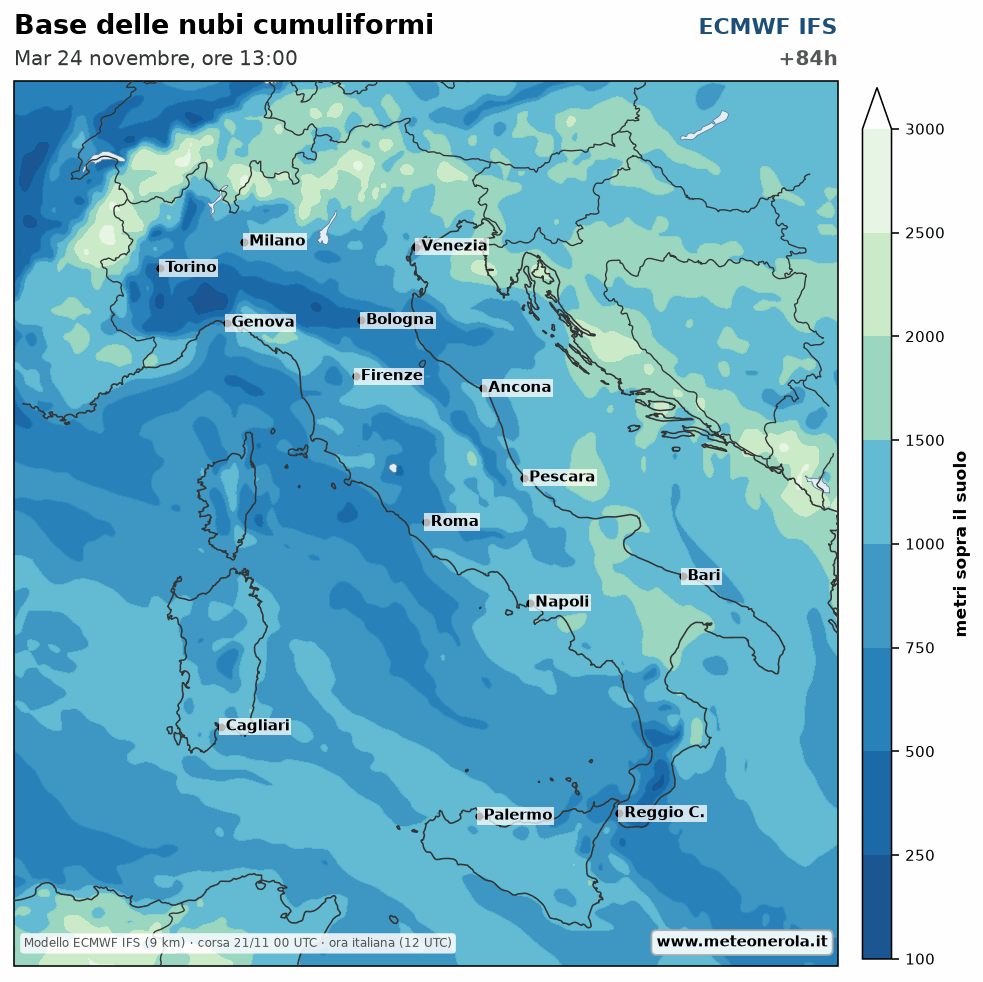 Base delle nubi cumuliformi
ECMWF IFS
Mar 24 novembre, ore 13:00
+84h
Milano
Venezia
Torino
Genova
Bologna
Firenze
Ancona
Pescara
Roma
Bari
Napoli
Cagliari
Palermo
Reggio C.
3000
2500
2000
1500
1000
750
500
250
100
metri sopra il suolo
Modello ECMWF IFS (9 km) · corsa 21/11 00 UTC · ora italiana (12 UTC)
www.meteonerola.it